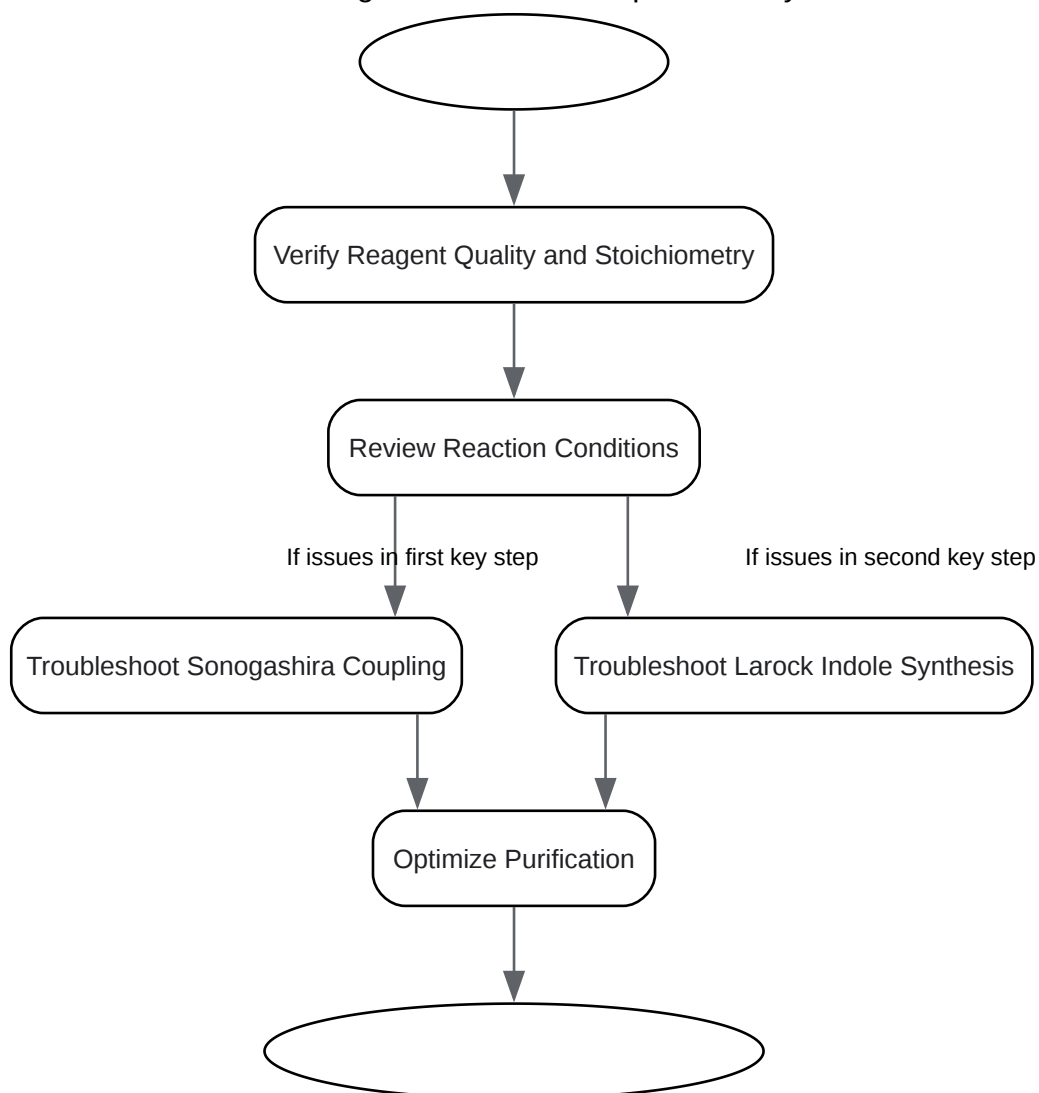 Verify Reagent Quality and Stoichiometry
Review Reaction Conditions
If issues in first key step
If issues in second key step
Troubleshoot Sonogashira Coupling
Troubleshoot Larock Indole Synthesis
Optimize Purification